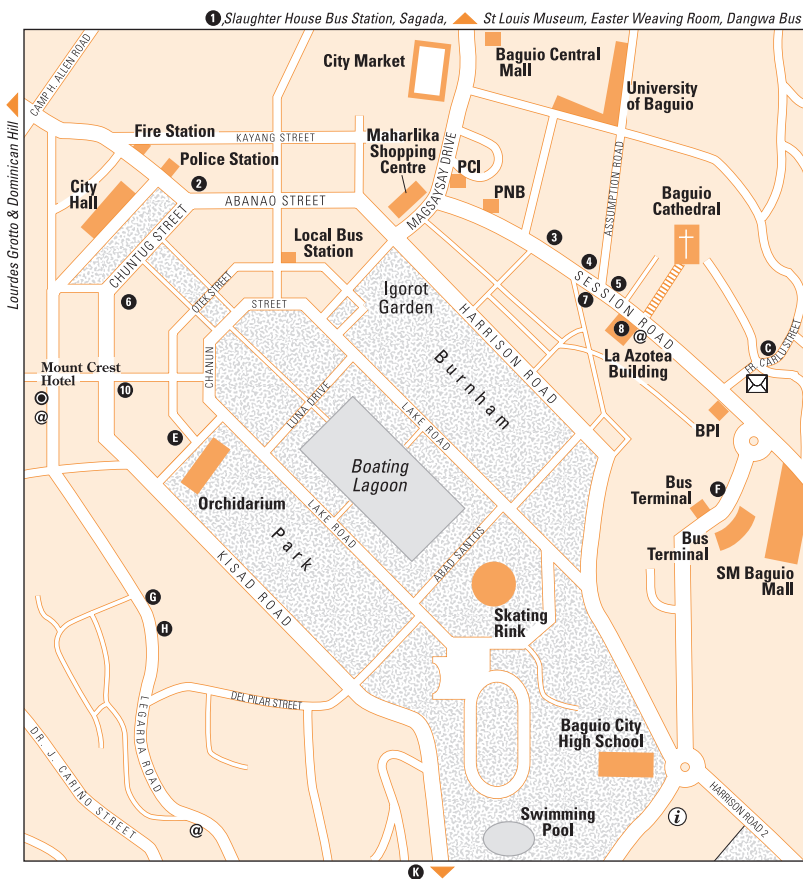 1 ,Slaughter House Bus Station, Sagada,
St Louis Museum, Easter Weaving Room, Dangwa Bus
Lourdes Grotto & Dominican Hill
CAMP H. ALLEN ROAD
City Market
Baguio Central
Mall
University
of Baguio
Fire Station
KAYANG STREET
Police Station
Maharlika
Shopping
Centre
MAGSAYSAY DRIVE
PCI
PNB
ASSUMPTION ROAD
Baguio
Cathedral
City
Hall
2
ABANAO STREET
CHUNTUG STREET
Local Bus
Station
3
4
5
SESSION ROAD
6
OTEK STREET
STREET
Igorot
Garden
HARRISON ROAD
7
8
@
La Azotea
Building
C
FR. CARLU STREET
Mount Crest
Hotel
@
10
CHANUN
LUNA DRIVE
LAKE ROAD
Burnham
BPI
E
Orchidarium
Boating
Lagoon
LAKE ROAD
Park
ABAD SANTOS
Bus
Terminal
F
Bus
Terminal
SM Baguio
Mall
KISAD ROAD
Skating
Rink
G
H
DEL PILAR STREET
LEGARDA ROAD
Baguio City
High School
DR. J. CARINO STREET
@
Swimming
Pool
i
HARRISON ROAD 2
K